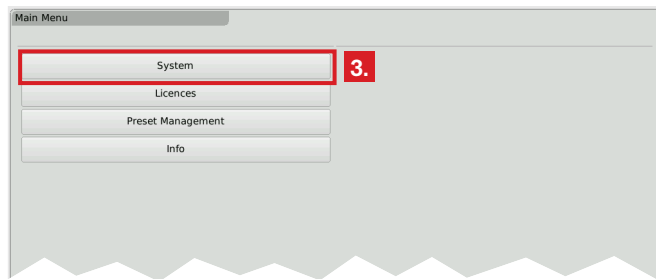 Main Menu
System
3.
Licences
Preset Management
Info